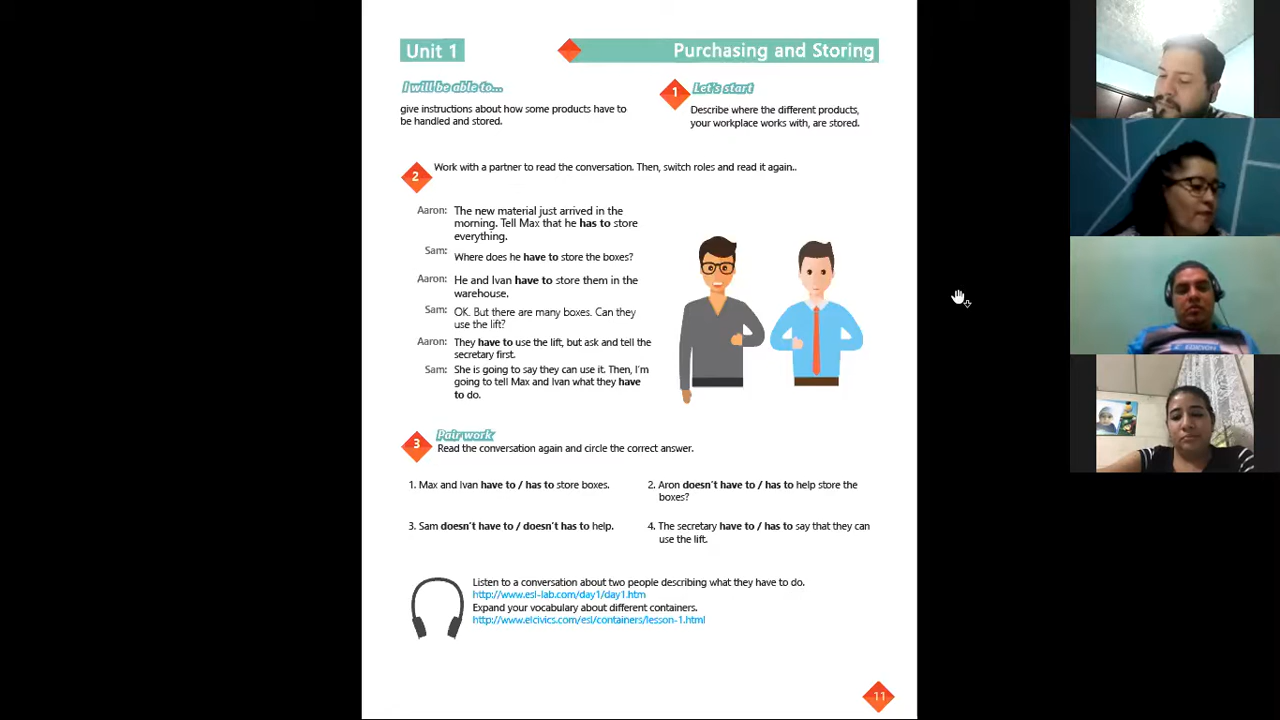 Unit 1
Purchasing and Storing
I will be able to...
give instructions about how some products have to
be handled and stored.
1
Let's start
Describe where the different products,
your workplace works with, are stored.
2
Work with a partner to read the conversation. Then, switch roles and read it again..
Aaron: The new material just arrived in the
morning. Tell Max that he has to store
everything.
Sam: Where does he have to store the boxes?
Aaron: He and Ivan have to store them in the
warehouse.
Sam: OK. But there are many boxes. Can they
use the lift?
Aaron: They have to use the lift, but ask and tell the
secretary first.
Sam: She is going to say they can use it. Then, I'm
going to tell Max and Ivan what they have
to do.
3
Pair work
Read the conversation again and circle the correct answer.
1. Max and Ivan have to / has to store boxes.
2. Aron doesn't have to / has to help store the
boxes?
3. Sam doesn't have to / doesn't has to help.
4. The secretary have to / has to say that they can
use the lift.
Listen to a conversation about two people describing what they have to do.
http://www.esl-lab.com/day1/day1.htm
Expand your vocabulary about different containers.
http://www.elcivics.com/esl/containers/lesson-1.html
11